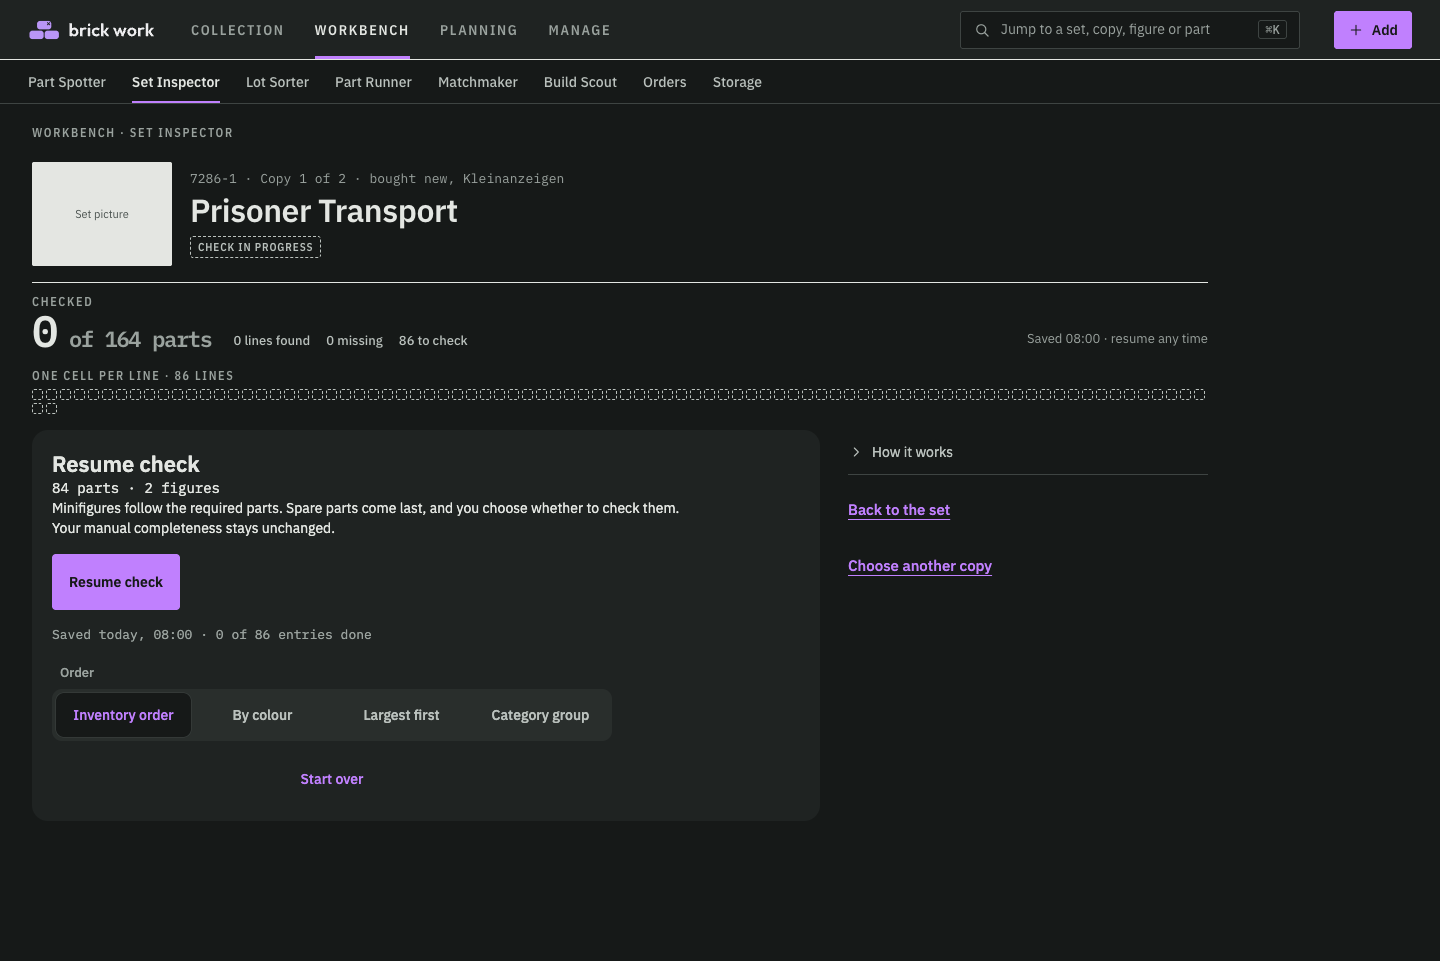 brick work
COLLECTION
WORKBENCH
PLANNING
MANAGE
Jump to a set, copy, figure or part
⌘K
+ Add
Part Spotter
Set Inspector
Lot Sorter
Part Runner
Matchmaker
Build Scout
Orders
Storage
WORKBENCH · SET INSPECTOR
Set picture
7286-1 · Copy 1 of 2 · bought new, Kleinanzeigen
Prisoner Transport
CHECK IN PROGRESS
CHECKED
0 of 164 parts
0 lines found
0 missing
86 to check
Saved 08:00 · resume any time
ONE CELL PER LINE · 86 LINES
Resume check
84 parts · 2 figures
Minifigures follow the required parts. Spare parts come last, and you choose whether to check them.
Your manual completeness stays unchanged.
Resume check
Saved today, 08:00 · 0 of 86 entries done
Order
Inventory order
By colour
Largest first
Category group
Start over
How it works
Back to the set
Choose another copy